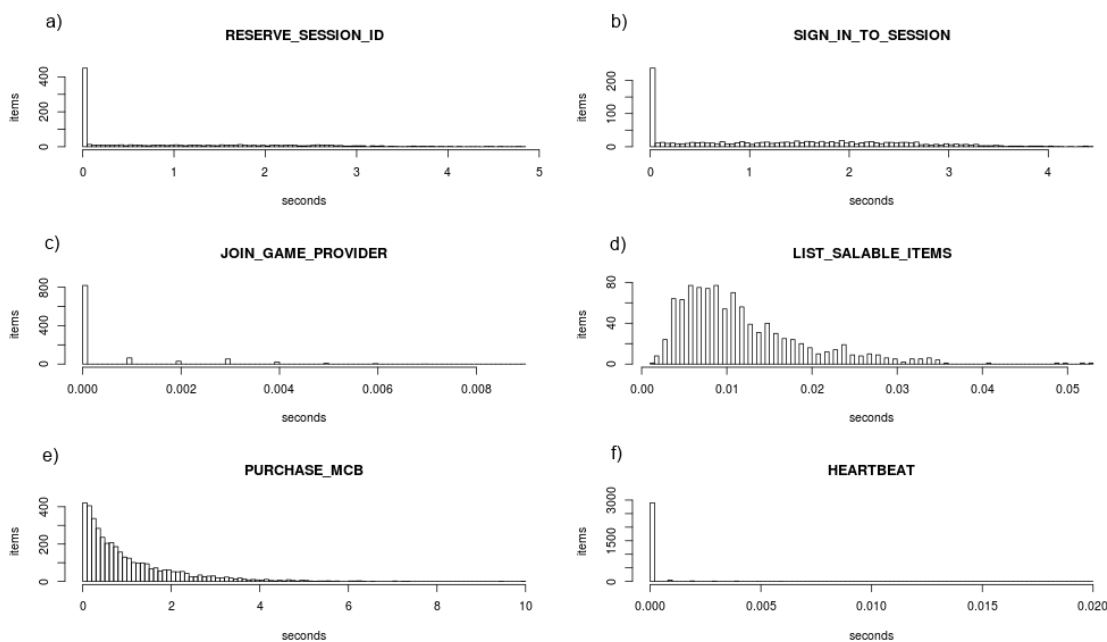 a)
RESERVE_SESSION_ID
items
0 200 400
0 1 2 3 4 5
seconds
b)
SIGN_IN_TO_SESSION
items
0 100 200
0 1 2 3 4
seconds
c)
JOIN_GAME_PROVIDER
items
0 400 800
0.000 0.002 0.004 0.006 0.008
seconds
d)
LIST_SALABLE_ITEMS
items
0 40 80
0.00 0.01 0.02 0.03 0.04 0.05
seconds
e)
PURCHASE_MCB
items
0 200 400
0 2 4 6 8 10
seconds
f)
HEARTBEAT
items
0 1500 3000
0.000 0.005 0.010 0.015 0.020
seconds